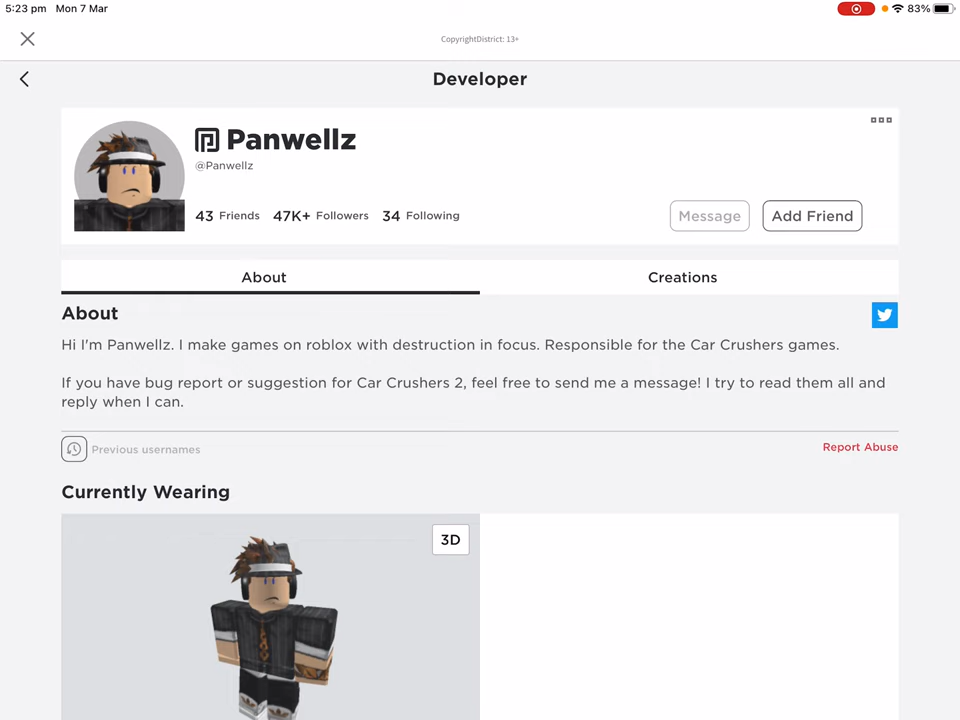 5:23 pm Mon 7 Mar 83%
CopyrightDistrict: 13+
Developer
Panwellz
@Panwellz
43 Friends 47K+ Followers 34 Following
Message Add Friend
About Creations
About
Hi I'm Panwellz. I make games on roblox with destruction in focus. Responsible for the Car Crushers games.
If you have bug report or suggestion for Car Crushers 2, feel free to send me a message! I try to read them all and
reply when I can.
Previous usernames Report Abuse
Currently Wearing
3D